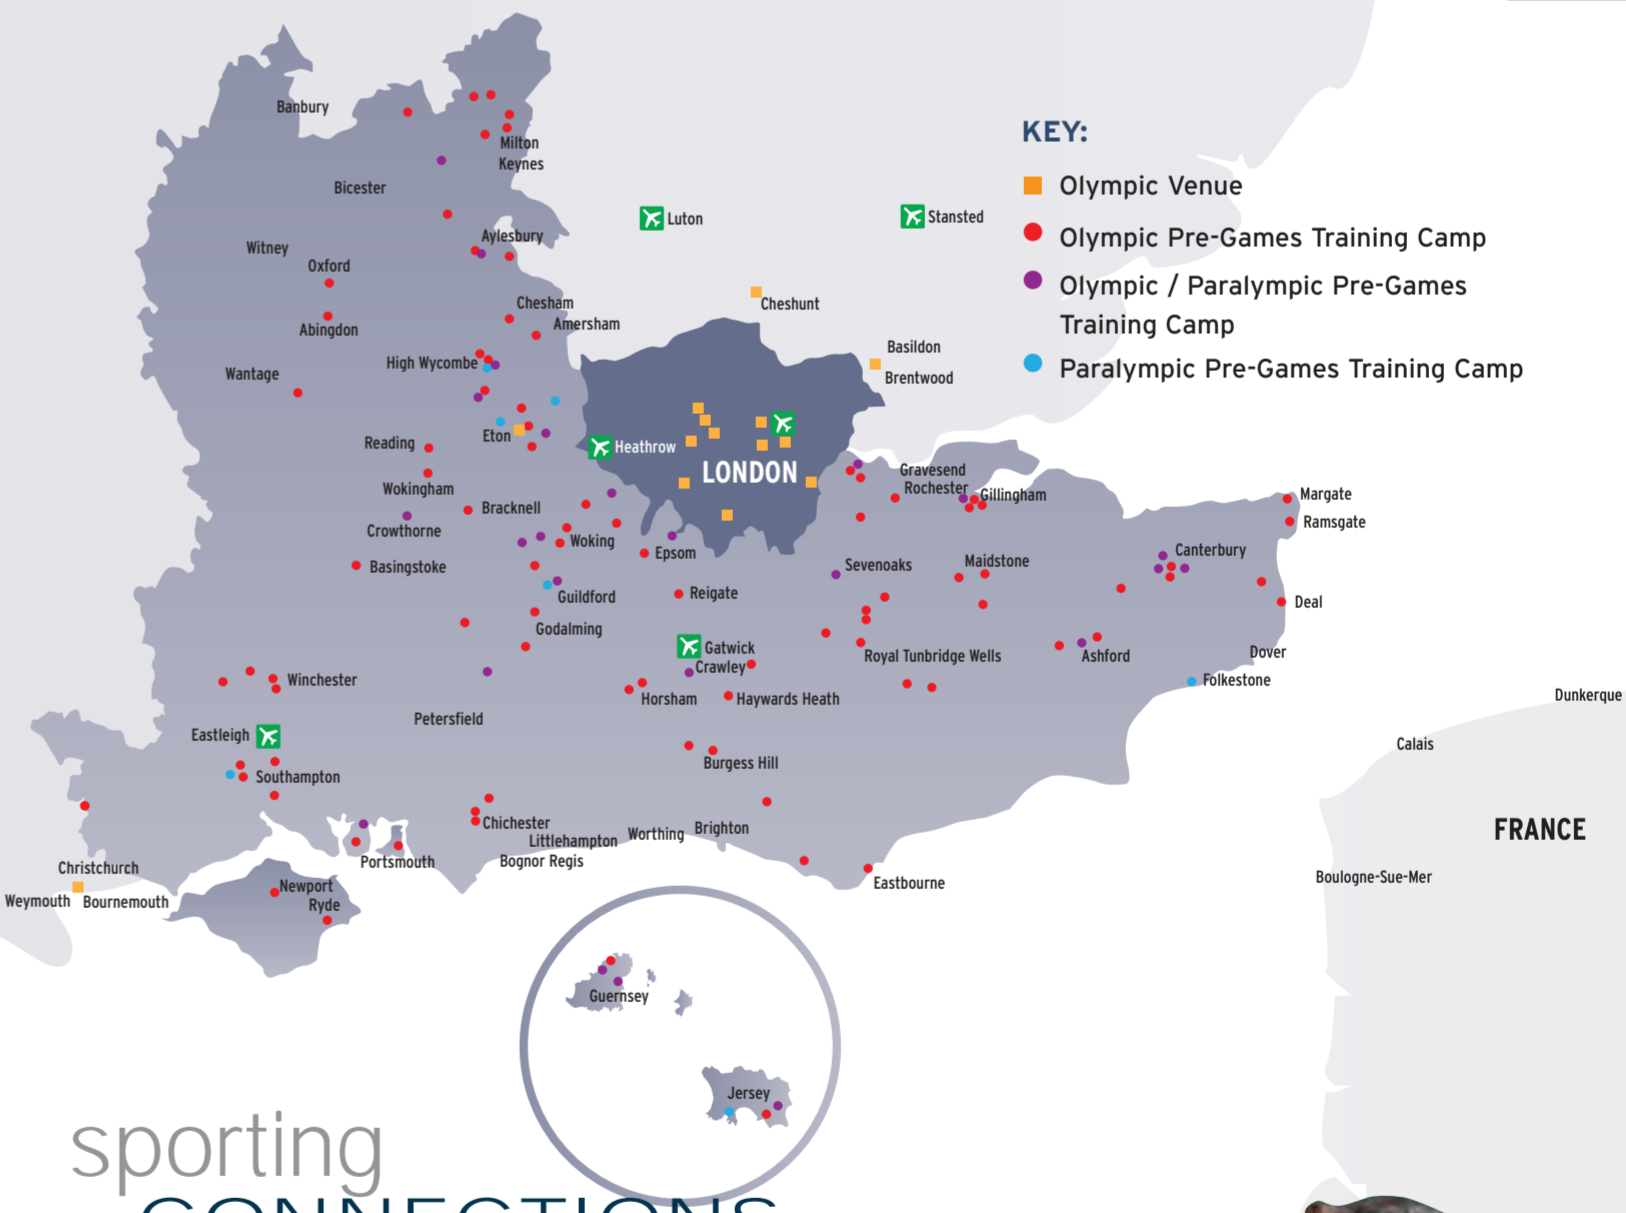 Banbury
Milton
Keynes
Bicester
Witney
Aylesbury
Oxford
Abingdon
Chesham
Amersham
High Wycombe
Wantage
Eton
Reading
Wokingham
Bracknell
Crowthorne
Basingstoke
Woking
Epsom
Guildford
Godalming
Reigate
Luton
Stansted
Cheshunt
Basildon
Brentwood
Heathrow
LONDON
KEY:
Olympic Venue
Olympic Pre-Games Training Camp
Olympic / Paralympic Pre-Games
Training Camp
Paralympic Pre-Games Training Camp
Gravesend
Rochester
Gillingham
Margate
Ramsgate
Sevenoaks
Maidstone
Canterbury
Deal
Dover
Royal Tunbridge Wells
Ashford
Folkestone
Gatwick
Crawley
Winchester
Horsham
Haywards Heath
Petersfield
Eastleigh
Southampton
Burgess Hill
Chichester
Littlehampton
Worthing
Brighton
Bognor Regis
Portsmouth
Eastbourne
Christchurch
Weymouth
Bournemouth
Newport
Ryde
Dunkerque
Calais
FRANCE
Boulogne-Sue-Mer
Guernsey
Jersey
sporting
CONNECTIONS